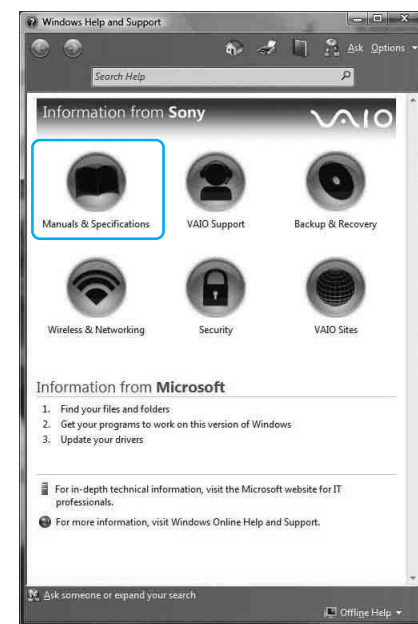 Windows Help and Support
Ask Options
Search Help
Information from Sony
VAIO
Manuals & Specifications
VAIO Support
Backup & Recovery
Wireless & Networking
Security
VAIO Sites
Information from Microsoft
1. Find your files and folders
2. Get your programs to work on this version of Windows
3. Update your drivers
For in-depth technical information, visit the Microsoft website for IT
professionals.
For more information, visit Windows Online Help and Support.
Ask someone or expand your search
Offline Help